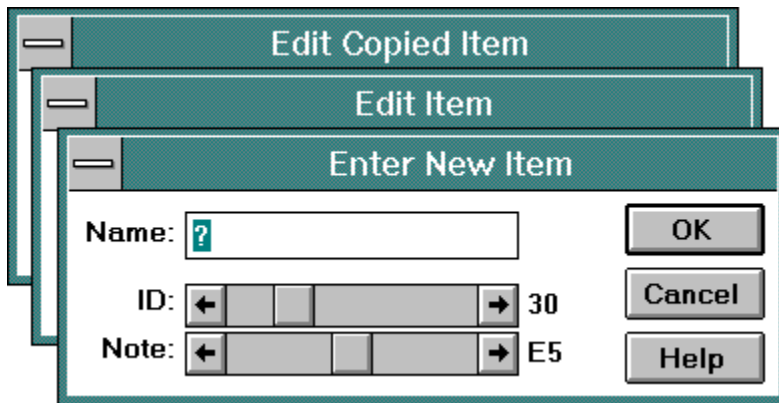 Edit Copied Item
Edit Item
Enter New Item
Name: ? OK
ID: 30 Cancel
Note: E5 Help